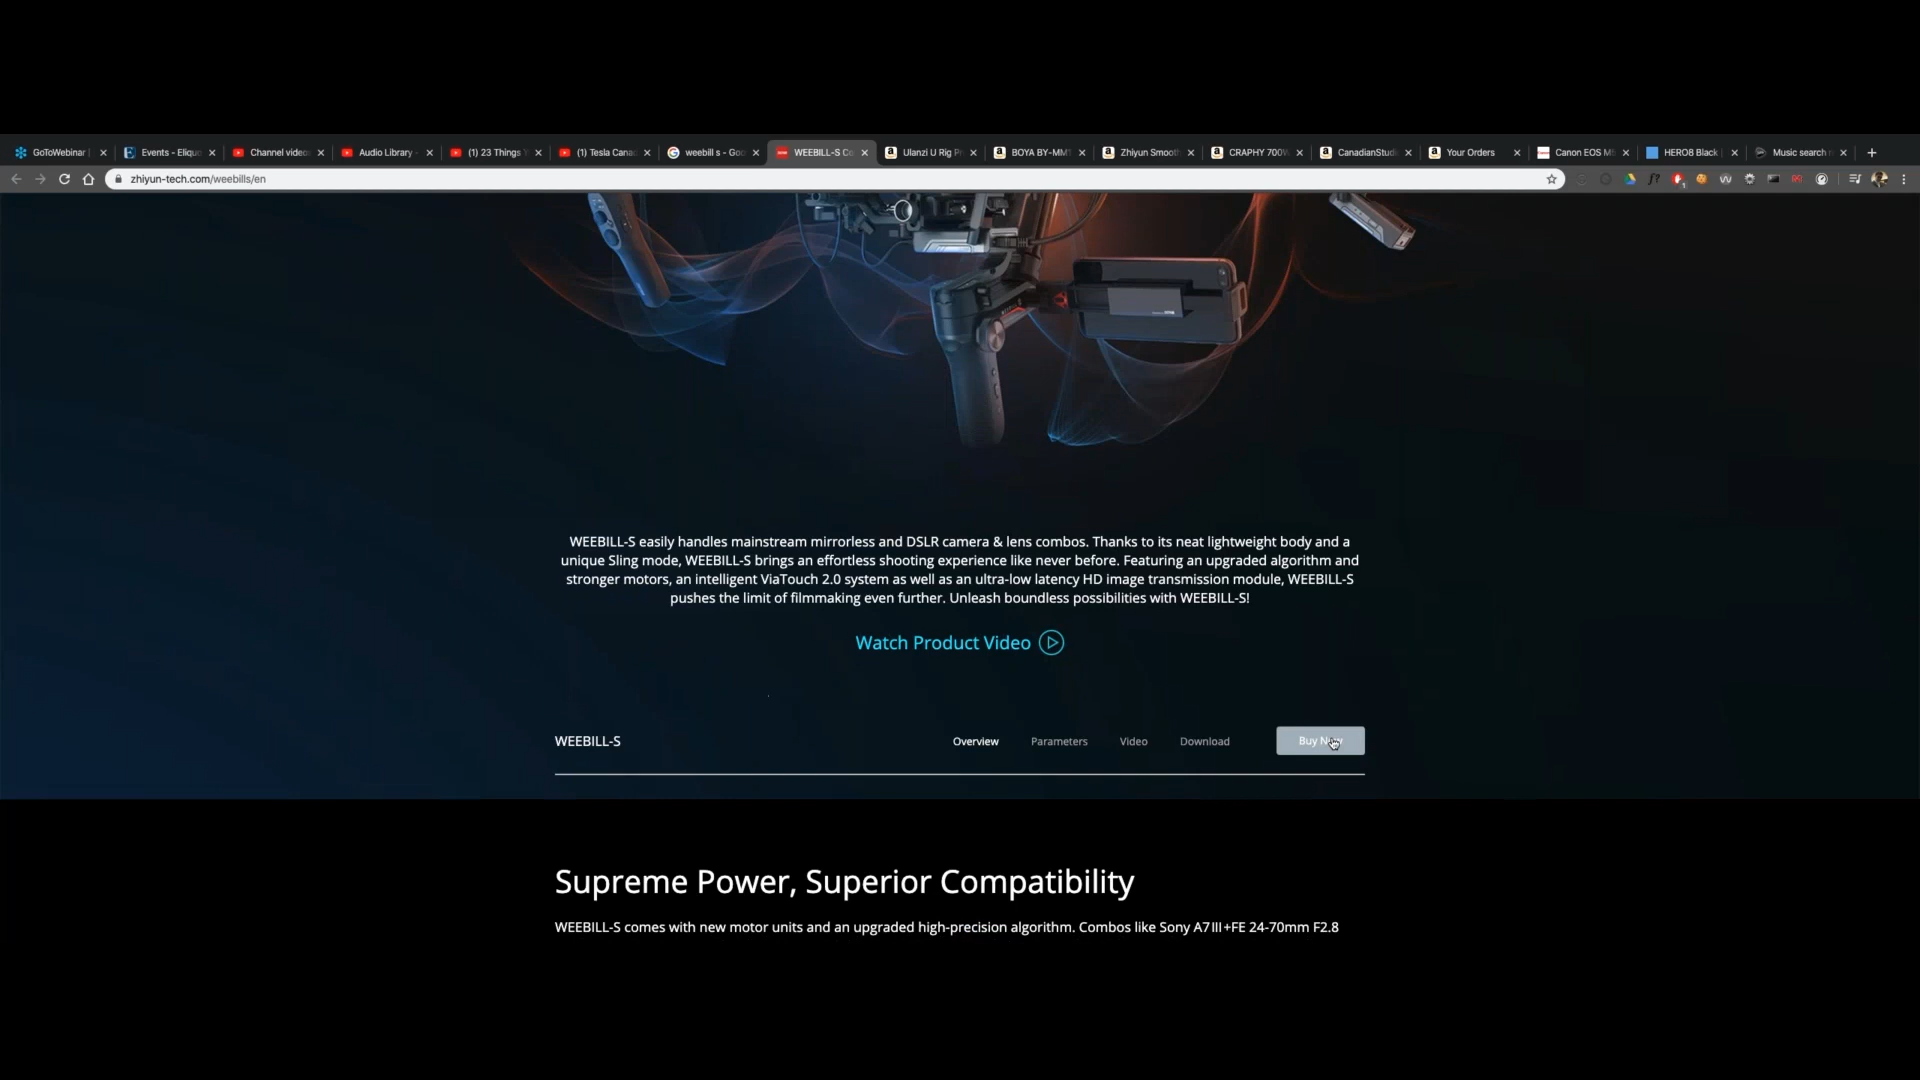 GoToWebinar
Events - Elique
Channel videos
Audio Library -
(1) 23 Things
(1) Tesla Cana
weebill s - Goo
WEEBILL-S Co
Ulanzi U Rig P
BOYA BY-MM1
Zhiyun Smooth
CRAPHY 700W
CanadianStudi
Your Orders
Canon EOS M
HERO8 Black
Music search
zhiyun-tech.com/weebills/en
WEEBILL-S easily handles mainstream mirrorless and DSLR camera & lens combos. Thanks to its neat lightweight body and a
unique Sling mode, WEEBILL-S brings an effortless shooting experience like never before. Featuring an upgraded algorithm and
stronger motors, an intelligent ViaTouch 2.0 system as well as an ultra-low latency HD image transmission module, WEEBILL-S
pushes the limit of filmmaking even further. Unleash boundless possibilities with WEEBILL-S!
Watch Product Video
WEEBILL-S
Overview
Parameters
Video
Download
Buy Now
Supreme Power, Superior Compatibility
WEEBILL-S comes with new motor units and an upgraded high-precision algorithm. Combos like Sony A7III+FE 24-70mm F2.8